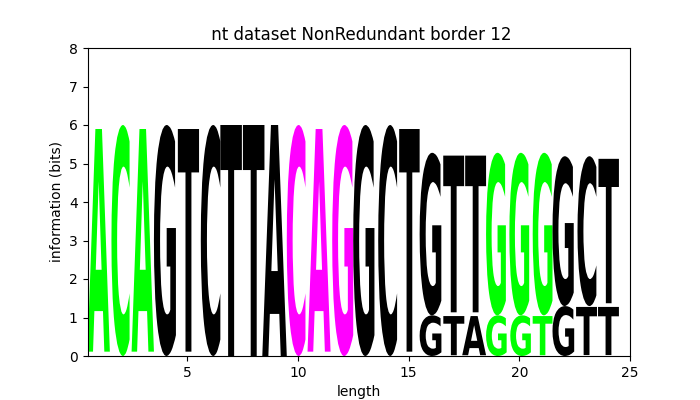 nt dataset NonRedundant border 12
8
7
6
5
4
3
2
1
0
information (bits)
ACAGTCTTACAGGCTGTTGGGGCT
GTAGGTGTT
5 10 15 20 25
length